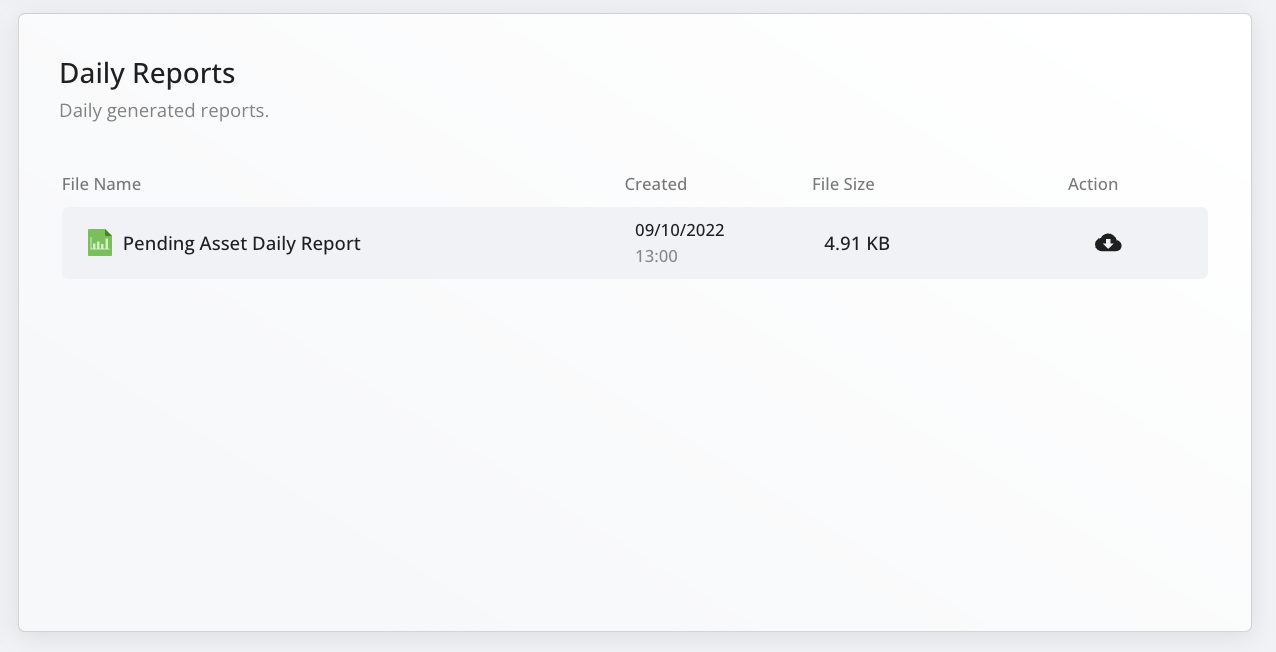 Daily Reports
Daily generated reports.
File Name Created File Size Action
Pending Asset Daily Report 09/10/2022 4.91 KB
13:00